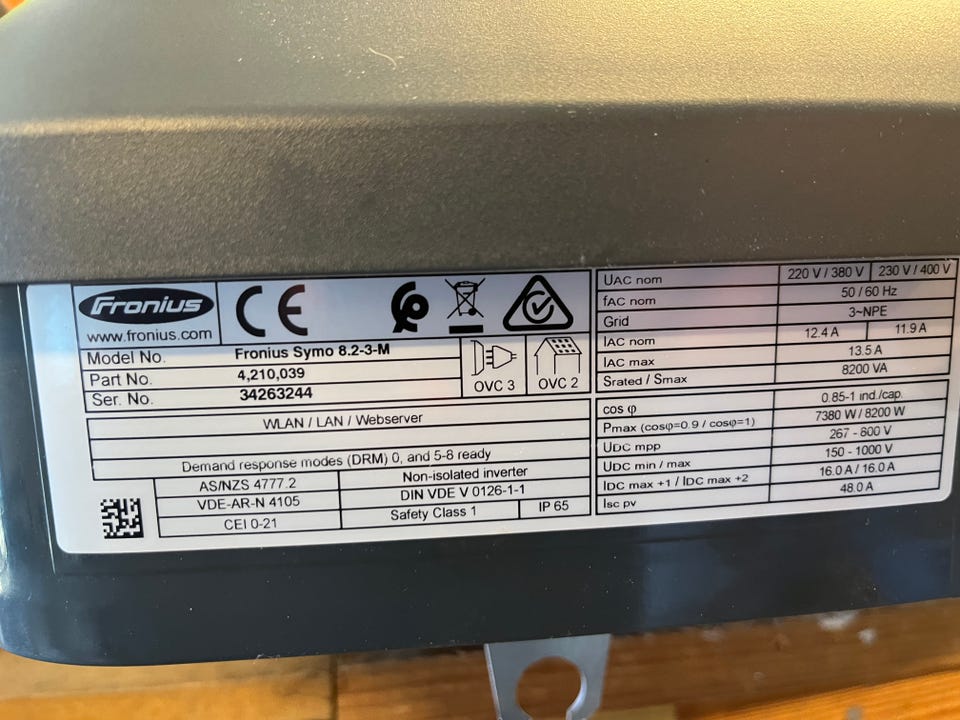 Fronius
www.fronius.com
CE
Model No. Fronius Symo 8.2-3-M
Part No. 4,210,039
Ser. No. 34263244
OVC 3
OVC 2
WLAN / LAN / Webserver
Demand response modes (DRM) 0, and 5-8 ready
AS/NZS 4777.2 Non-isolated inverter
VDE-AR-N 4105 DIN VDE V 0126-1-1
CEI 0-21 Safety Class 1 IP 65
UAC nom 220 V / 380 V 230 V / 400 V
fAC nom 50 / 60 Hz
Grid 3~NPE
IAC nom 12.4 A 11.9 A
IAC max 13.5 A
Srated / Smax 8200 VA
cos φ 0.85-1 ind./cap.
Pmax (cosφ=0.9 / cosφ=1) 7380 W / 8200 W
UDC mpp 267 - 800 V
UDC min / max 150 - 1000 V
IDC max +1 / IDC max +2 16.0 A / 16.0 A
Isc pv 48.0 A